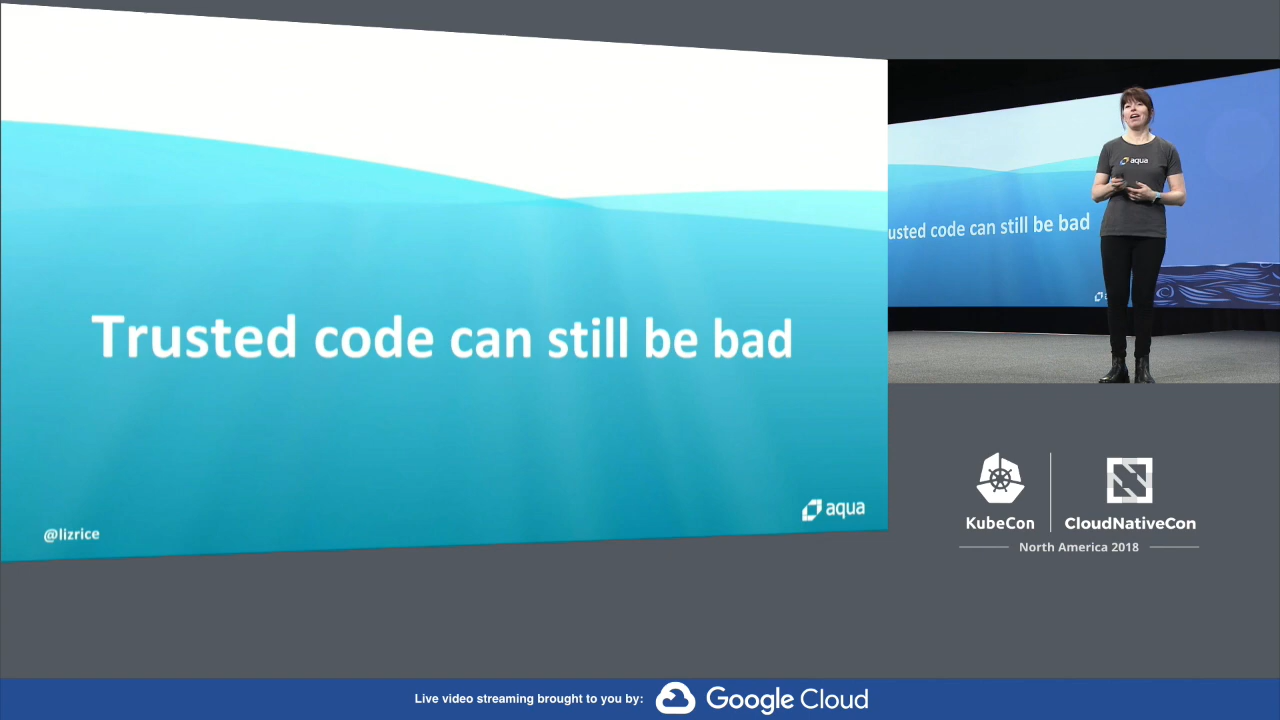 Trusted code can still be bad
@lizrice
aqua
aqua
usted code can still be bad
KubeCon
CloudNativeCon
North America 2018
Live video streaming brought to you by:
Google Cloud